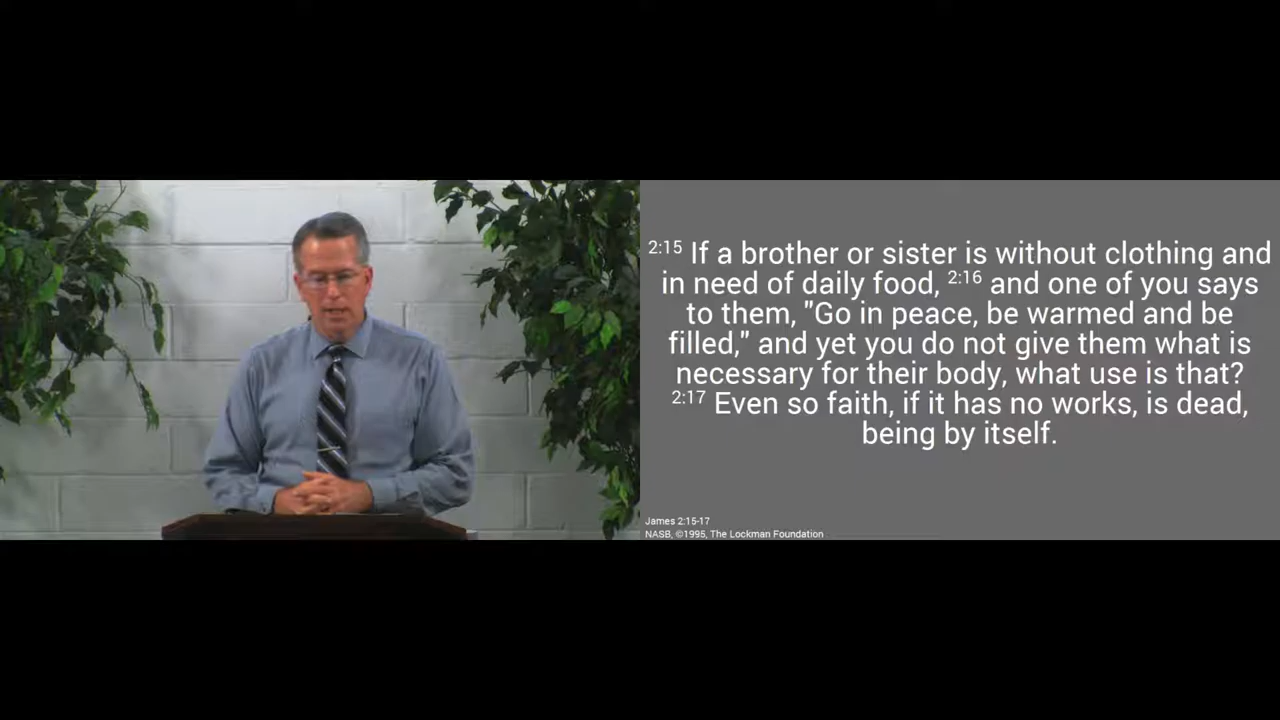 2:15 If a brother or sister is without clothing and
in need of daily food, 2:16 and one of you says
to them, "Go in peace, be warmed and be
filled," and yet you do not give them what is
necessary for their body, what use is that?
2:17 Even so faith, if it has no works, is dead,
being by itself.
James 2:15-17
NASB, ©1995, The Lockman Foundation